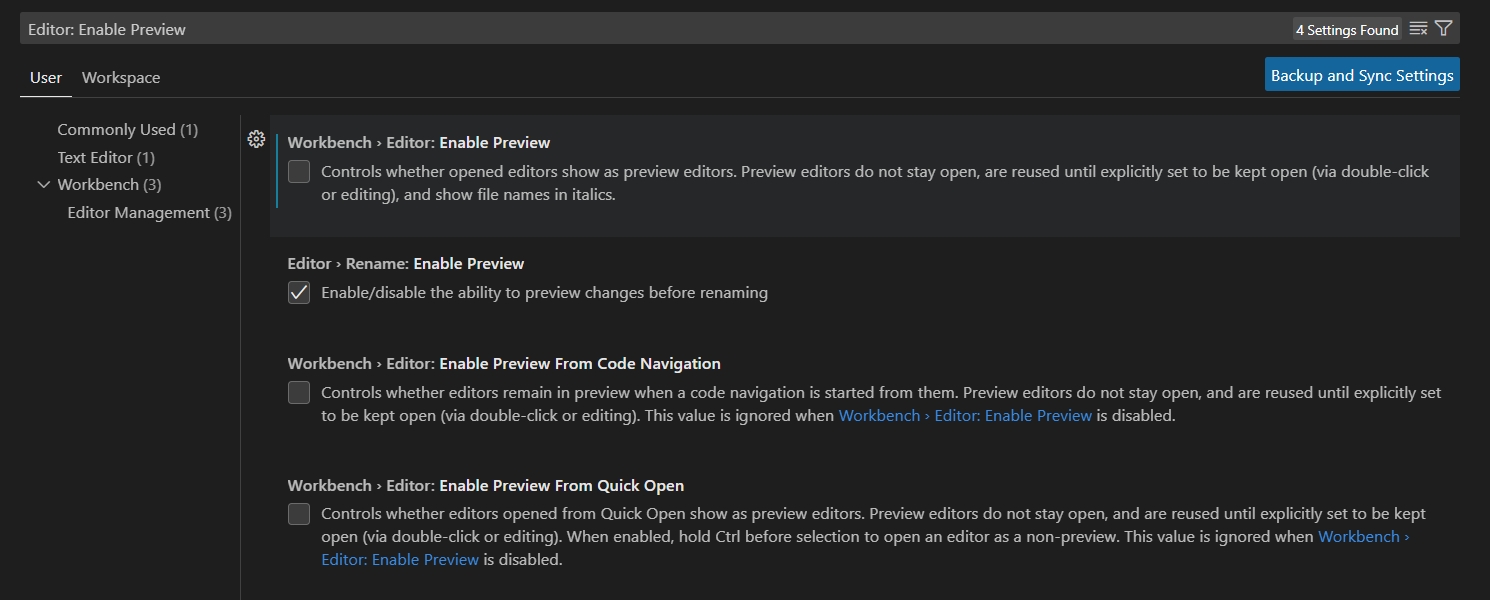 Editor: Enable Preview
4 Settings Found
User
Workspace
Backup and Sync Settings
Commonly Used (1)
Text Editor (1)
Workbench (3)
Editor Management (3)
Workbench › Editor: Enable Preview
Controls whether opened editors show as preview editors. Preview editors do not stay open, are reused until explicitly set to be kept open (via double-click
or editing), and show file names in italics.
Editor › Rename: Enable Preview
Enable/disable the ability to preview changes before renaming
Workbench › Editor: Enable Preview From Code Navigation
Controls whether editors remain in preview when a code navigation is started from them. Preview editors do not stay open, and are reused until explicitly set
to be kept open (via double-click or editing). This value is ignored when Workbench › Editor: Enable Preview is disabled.
Workbench › Editor: Enable Preview From Quick Open
Controls whether editors opened from Quick Open show as preview editors. Preview editors do not stay open, and are reused until explicitly set to be kept
open (via double-click or editing). When enabled, hold Ctrl before selection to open an editor as a non-preview. This value is ignored when Workbench ›
Editor: Enable Preview is disabled.